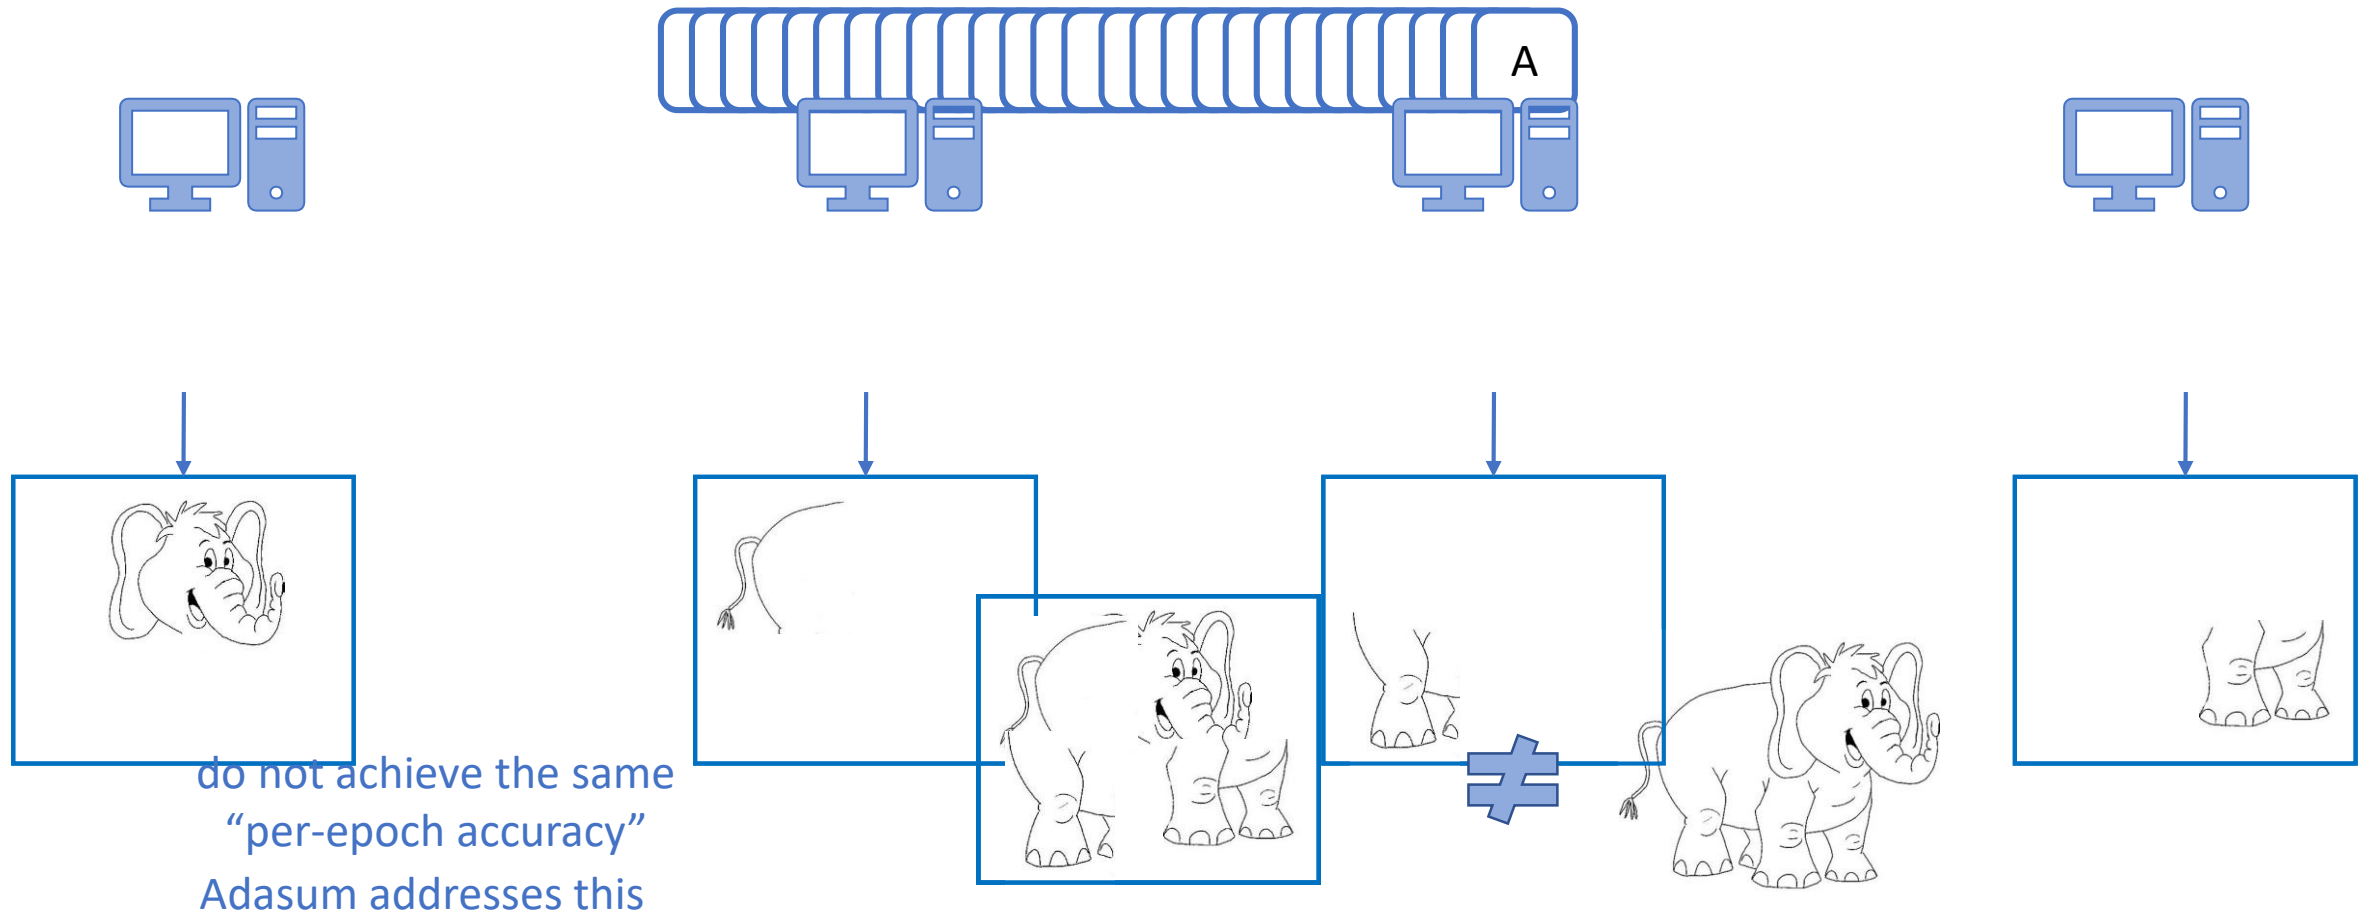 A
do not achieve the same
“per-epoch accuracy”
Adasum addresses this